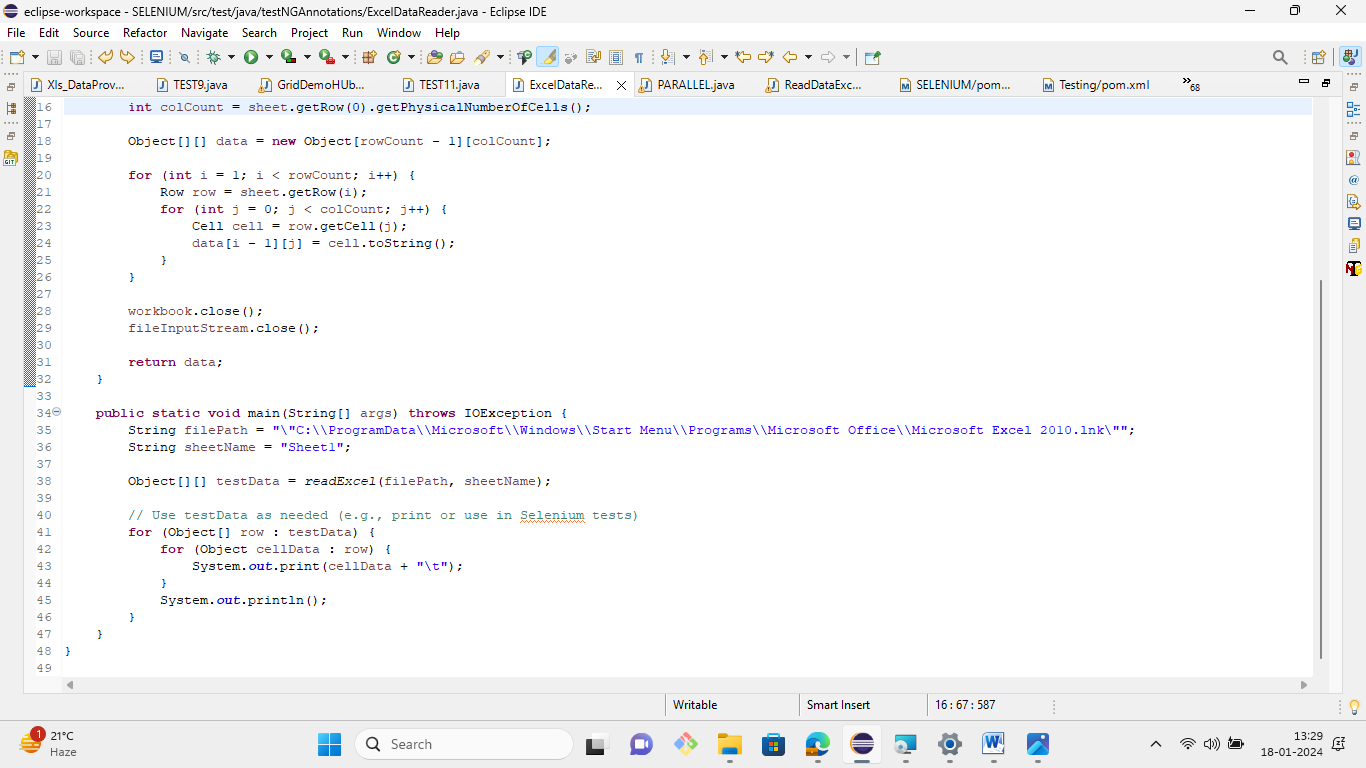 eclipse-workspace - SELENIUM/src/test/java/testNGAnnotations/ExcelDataReader.java - Eclipse IDE
File Edit Source Refactor Navigate Search Project Run Window Help
Xls_DataProv... TEST9.java GridDemoHUb... TEST11.java ExcelDataRe... PARALLEL.java ReadDataExc... SELENIUM/pom... Testing/pom.xml »68
16 int colCount = sheet.getRow(0).getPhysicalNumberOfCells();
17
18 Object[][] data = new Object[rowCount - 1][colCount];
19
20 for (int i = 1; i < rowCount; i++) {
21 Row row = sheet.getRow(i);
22 for (int j = 0; j < colCount; j++) {
23 Cell cell = row.getCell(j);
24 data[i - 1][j] = cell.toString();
25 }
26 }
27
28 workbook.close();
29 fileInputStream.close();
30
31 return data;
32 }
33
34 public static void main(String[] args) throws IOException {
35 String filePath = "\"C:\\ProgramData\\Microsoft\\Windows\\Start Menu\\Programs\\Microsoft Office\\Microsoft Excel 2010.lnk\"";
36 String sheetName = "Sheet1";
37
38 Object[][] testData = readExcel(filePath, sheetName);
39
40 // Use testData as needed (e.g., print or use in Selenium tests)
41 for (Object[] row : testData) {
42 for (Object cellData : row) {
43 System.out.print(cellData + "\t");
44 }
45 System.out.println();
46 }
47 }
48 }
49
Writable Smart Insert 16 : 67 : 587
1 21°C
Haze
Search
13:29
18-01-2024